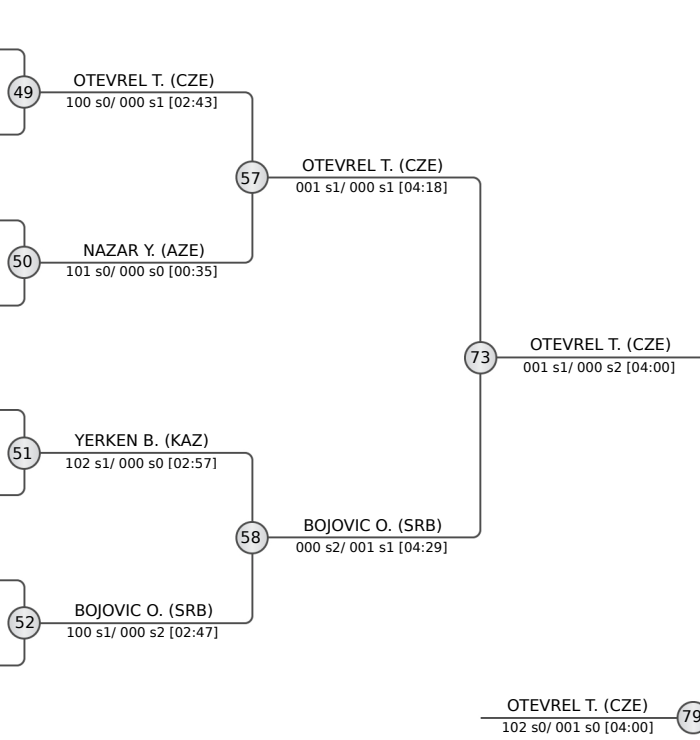 OTEVREL T. (CZE)
49
100 s0/ 000 s1 [02:43]
OTEVREL T. (CZE)
57
001 s1/ 000 s1 [04:18]
NAZAR Y. (AZE)
50
101 s0/ 000 s0 [00:35]
OTEVREL T. (CZE)
73
001 s1/ 000 s2 [04:00]
YERKEN B. (KAZ)
51
102 s1/ 000 s0 [02:57]
BOJOVIC O. (SRB)
58
000 s2/ 001 s1 [04:29]
BOJOVIC O. (SRB)
52
100 s1/ 000 s2 [02:47]
OTEVREL T. (CZE)
79
102 s0/ 001 s0 [04:00]